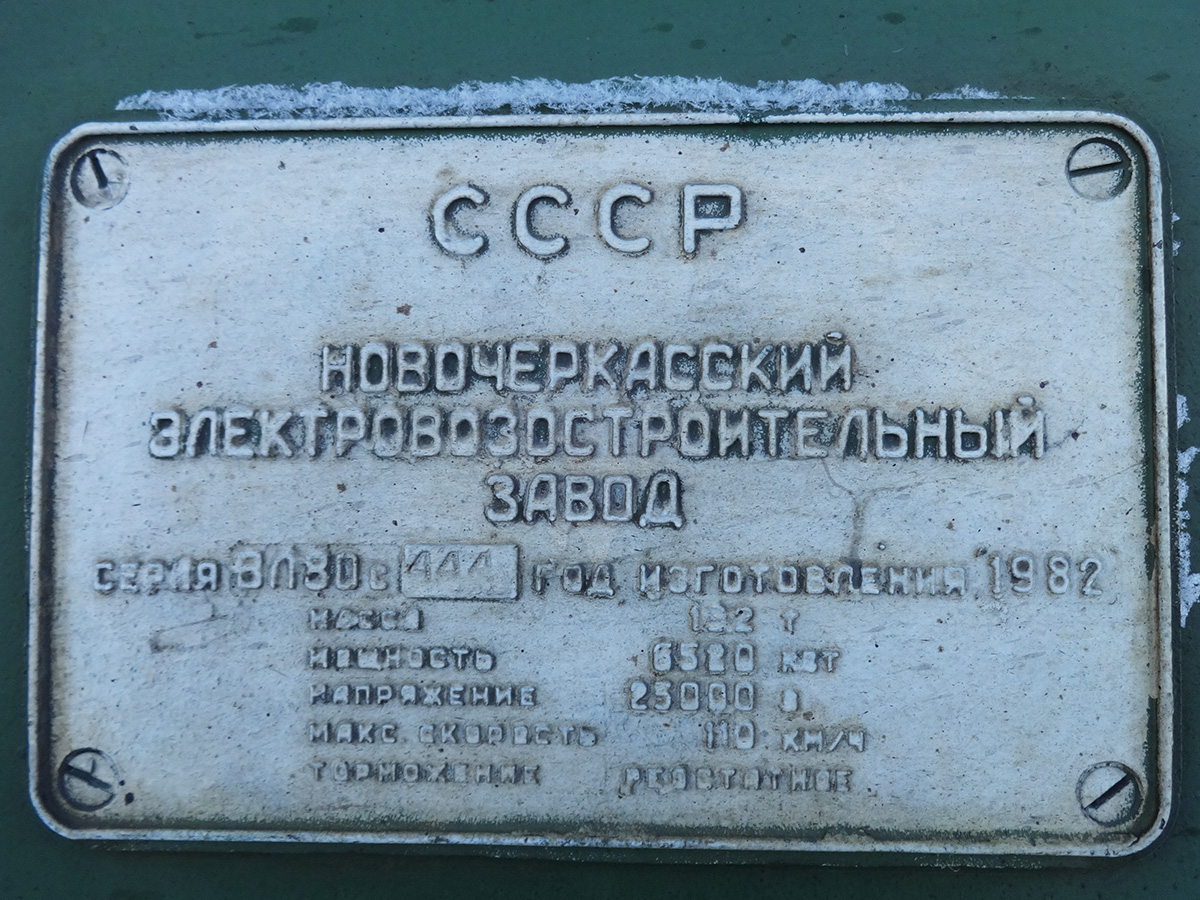 СССР
НОВОЧЕРКАССКИЙ
ЭЛЕКТРОВОЗОСТРОИТЕЛЬНЫЙ
ЗАВОД
СЕРИЯ ВЛ80с 444 ГОД ИЗГОТОВЛЕНИЯ 1982
МАССА 192 т
МОЩНОСТЬ 6520 кВт
НАПРЯЖЕНИЕ 25000 В
МАКС. СКОРОСТЬ 110 КМ/Ч
ТОРМОЖЕНИЕ РЕОСТАТНОЕ